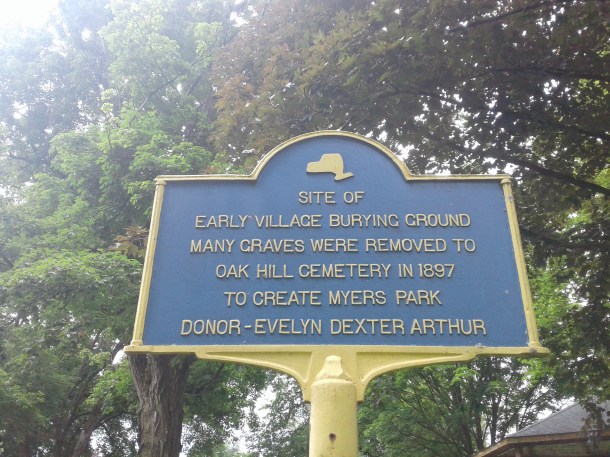 SITE OF
EARLY VILLAGE BURYING GROUND
MANY GRAVES WERE REMOVED TO
OAK HILL CEMETERY IN 1897
TO CREATE MYERS PARK
DONOR-EVELYN DEXTER ARTHUR